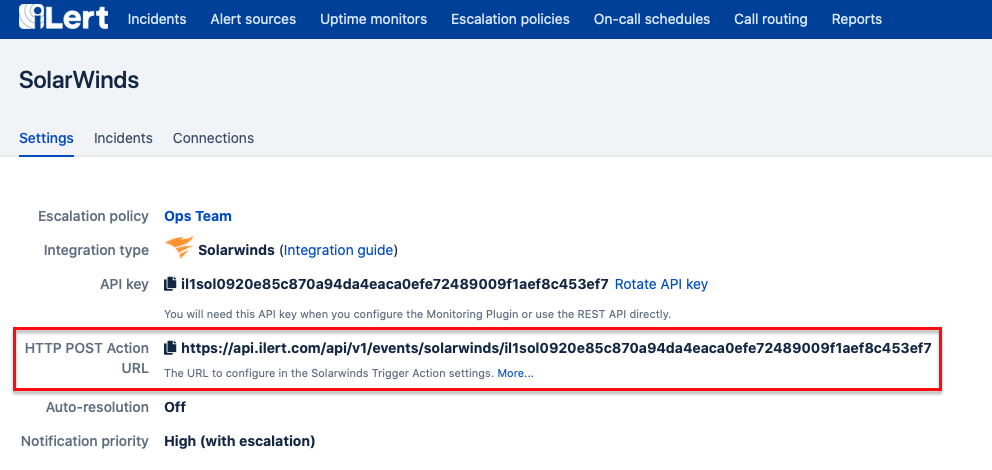 iLert Incidents Alert sources Uptime monitors Escalation policies On-call schedules Call routing Reports
SolarWinds
Settings Incidents Connections
Escalation policy Ops Team
Integration type Solarwinds (Integration guide)
API key il1sol0920e85c870a94da4eaca0efe72489009f1aef8c453ef7 Rotate API key
You will need this API key when you configure the Monitoring Plugin or use the REST API directly.
HTTP POST Action https://api.ilert.com/api/v1/events/solarwinds/il1sol0920e85c870a94da4eaca0efe72489009f1aef8c453ef7
URL
The URL to configure in the Solarwinds Trigger Action settings. More...
Auto-resolution Off
Notification priority High (with escalation)